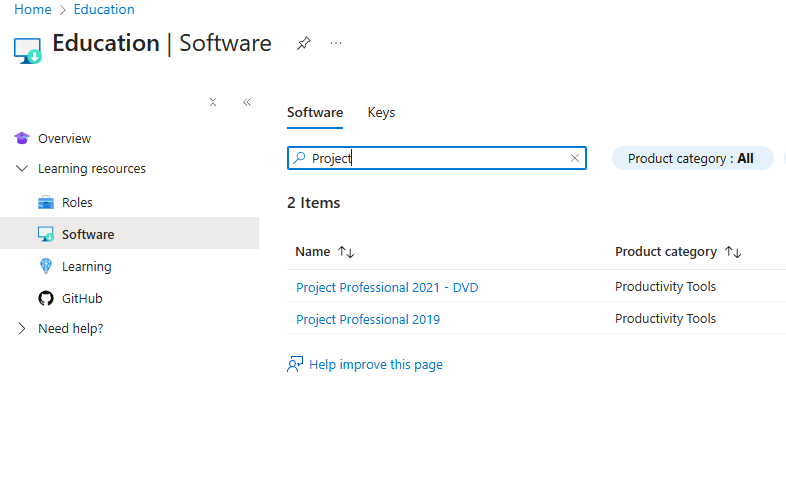 Home > Education
Education | Software
Software Keys
Overview
Learning resources
Project
Product category : All
Roles
2 Items
Software
Name Product category
Learning
Project Professional 2021 - DVD Productivity Tools
GitHub
Project Professional 2019 Productivity Tools
Need help?
Help improve this page